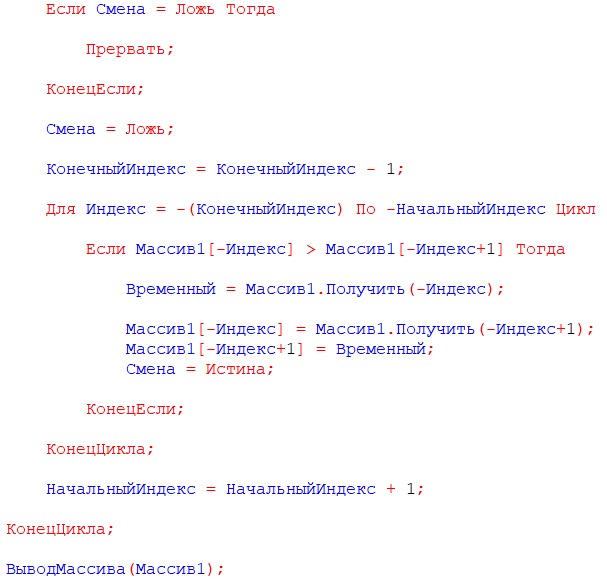 Если Смена = Ложь Тогда
Прервать;
КонецЕсли;
Смена = Ложь;
КонечныйИндекс = КонечныйИндекс - 1;
Для Индекс = -(КонечныйИндекс) По -НачальныйИндекс Цикл
Если Массив1[-Индекс] > Массив1[-Индекс+1] Тогда
Временный = Массив1.Получить(-Индекс);
Массив1[-Индекс] = Массив1.Получить(-Индекс+1);
Массив1[-Индекс+1] = Временный;
Смена = Истина;
КонецЕсли;
КонецЦикла;
НачальныйИндекс = НачальныйИндекс + 1;
КонецЦикла;
ВыводМассива(Массив1);